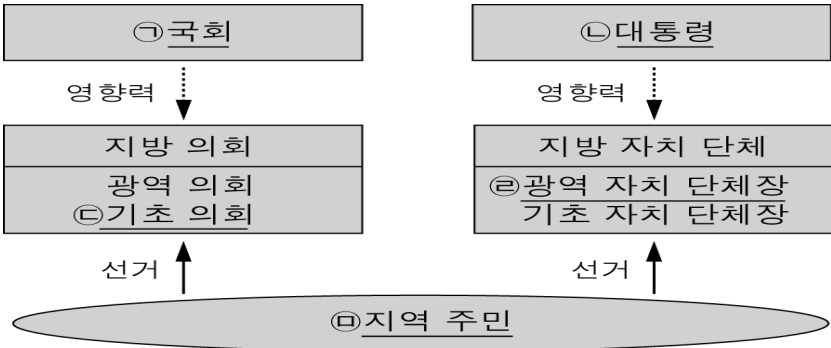 ㉠국회
㉡대통령
영향력
영향력
지방 의회
광역 의회
㉢기초 의회
지방 자치 단체
㉣광역 자치 단체장
기초 자치 단체장
선거
선거
㉤지역 주민